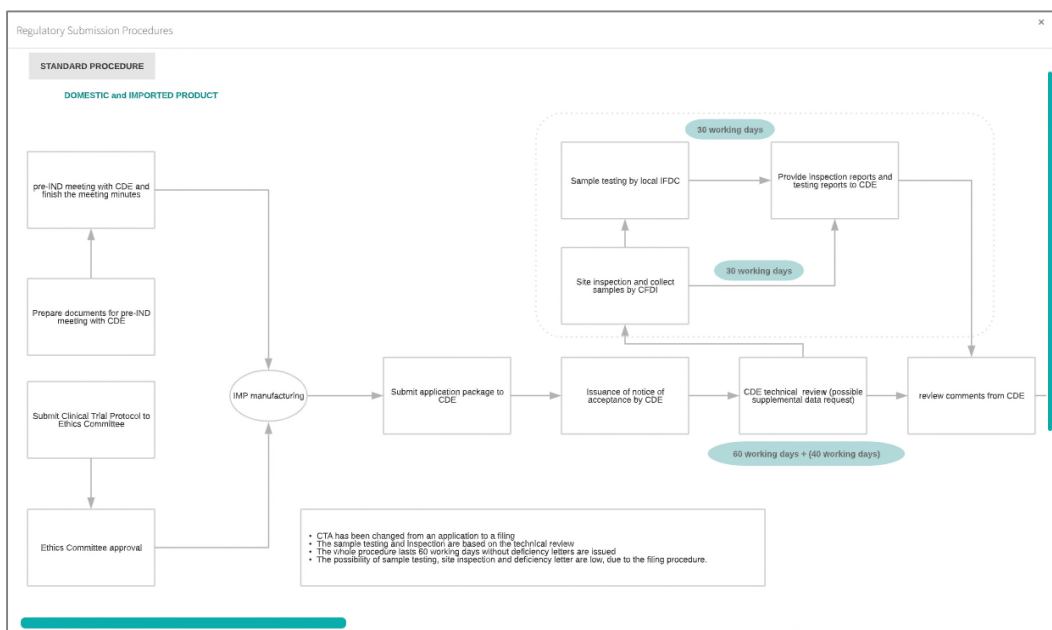 Regulatory Submission Procedures
×
STANDARD PROCEDURE
DOMESTIC and IMPORTED PRODUCT
30 working days
pre-IND meeting with CDE and
finish the meeting minutes
Sample testing by local IFDC
Provide inspection reports and
testing reports to CDE
Prepare documents for pre-IND
meeting with CDE
Site inspection and collect
samples by CFDI
30 working days
Submit Clinical Trial Protocol to
Ethics Committee
IMP manufacturing
Submit application package to
CDE
Issuance of notice of
acceptance by CDE
CDE technical review (possible
supplemental data request)
review comments from CDE
60 working days + (40 working days)
Ethics Committee approval
• CTA has been changed from an application to a filing
• The sample testing and inspection are based on the technical review
• The whole procedure lasts 60 working days without deficiency letters are issued
• The possibility of sample testing, site inspection and deficiency letter are low, due to the filing procedure.